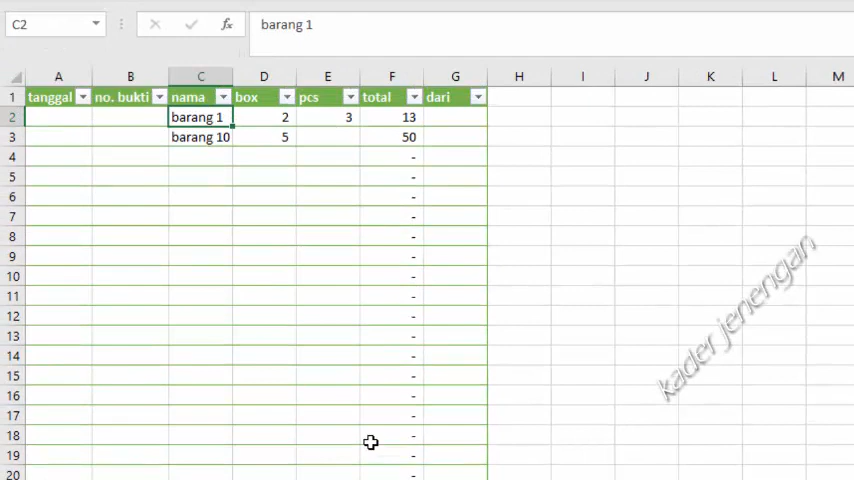 C2 barang 1
A B C D E F G H I J K L M
1 tanggal no. bukti nama box pcs total dari
2 barang 1 2 3 13
3 barang 10 5 50
4 -
5 -
6 -
7 -
8 -
9 -
10 -
11 -
12 -
13 -
14 -
15 -
16 -
17 -
18 -
19 -
20 -
kader jenengan